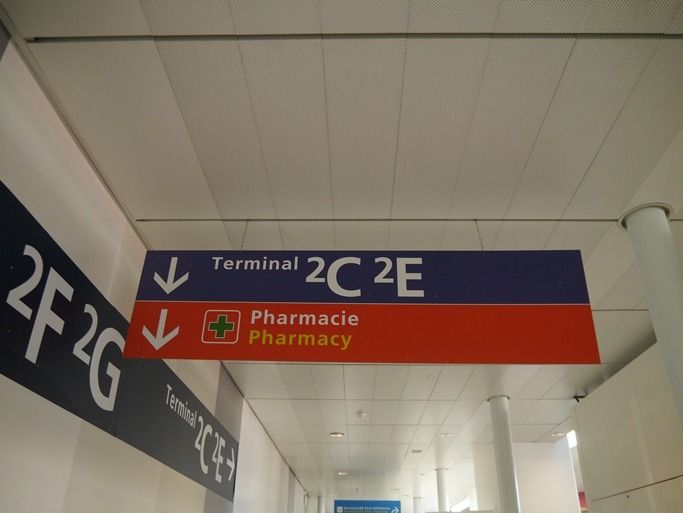 Terminal 2C 2E
Pharmacie
Pharmacy
2F 2G
Terminal 2C 2E